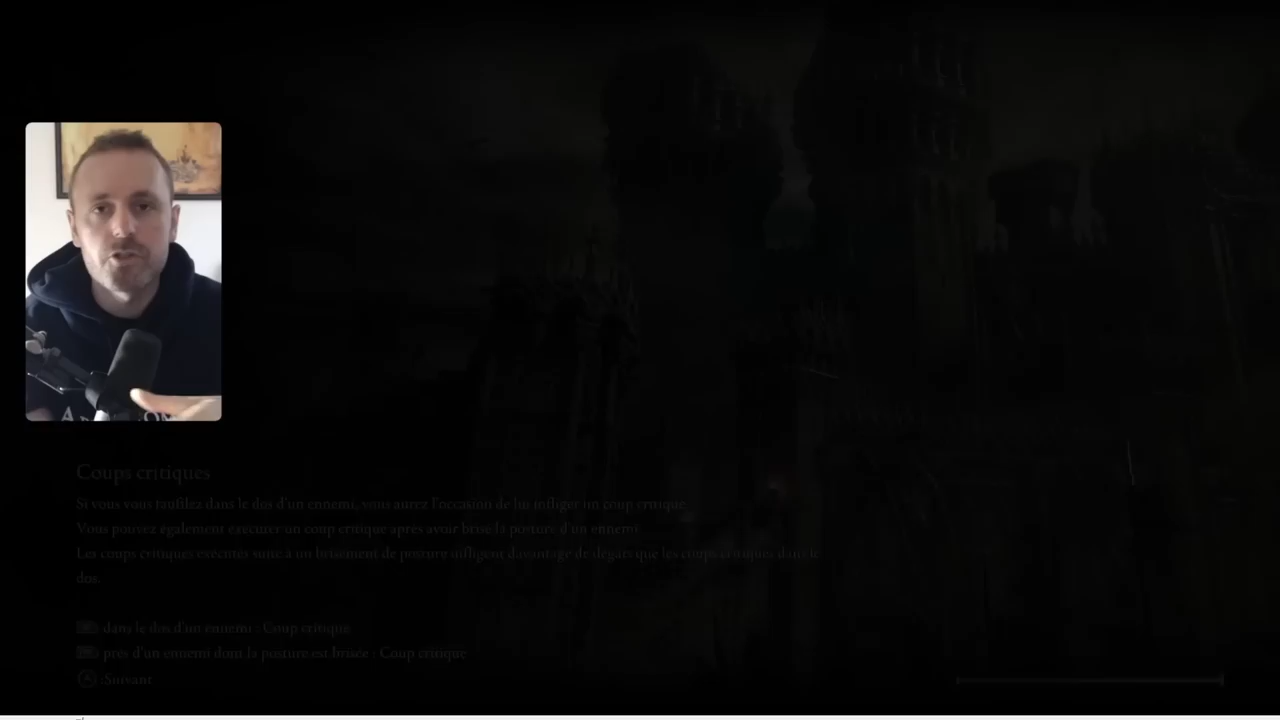 Coups critiques
Si vous vous faufilez dans le dos d'un ennemi, vous aurez l'occasion de lui infliger un coup critique.
Vous pouvez également exécuter un coup critique après avoir brisé la posture d'un ennemi.
Les coups critiques exécutés suite à un brisement de posture infligent davantage de dégâts que les coups critiques dans le
dos.
dans le dos d'un ennemi : Coup critique
près d'un ennemi dont la posture est brisée : Coup critique
:Suivant